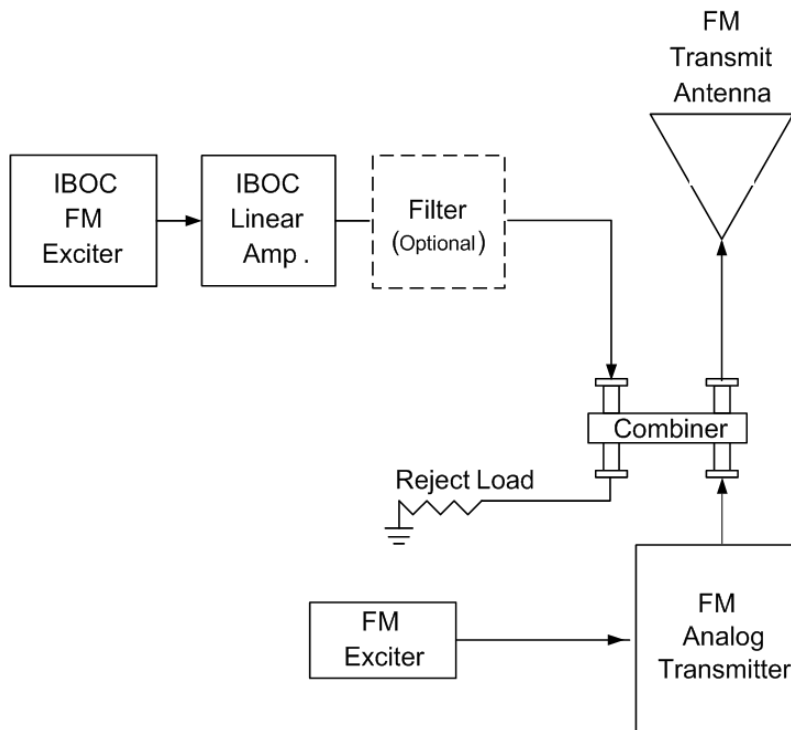 FM
Transmit
Antenna
IBOC
FM
Exciter
IBOC
Linear
Amp .
Filter
(Optional)
Combiner
Reject Load
FM
Exciter
FM
Analog
Transmitter